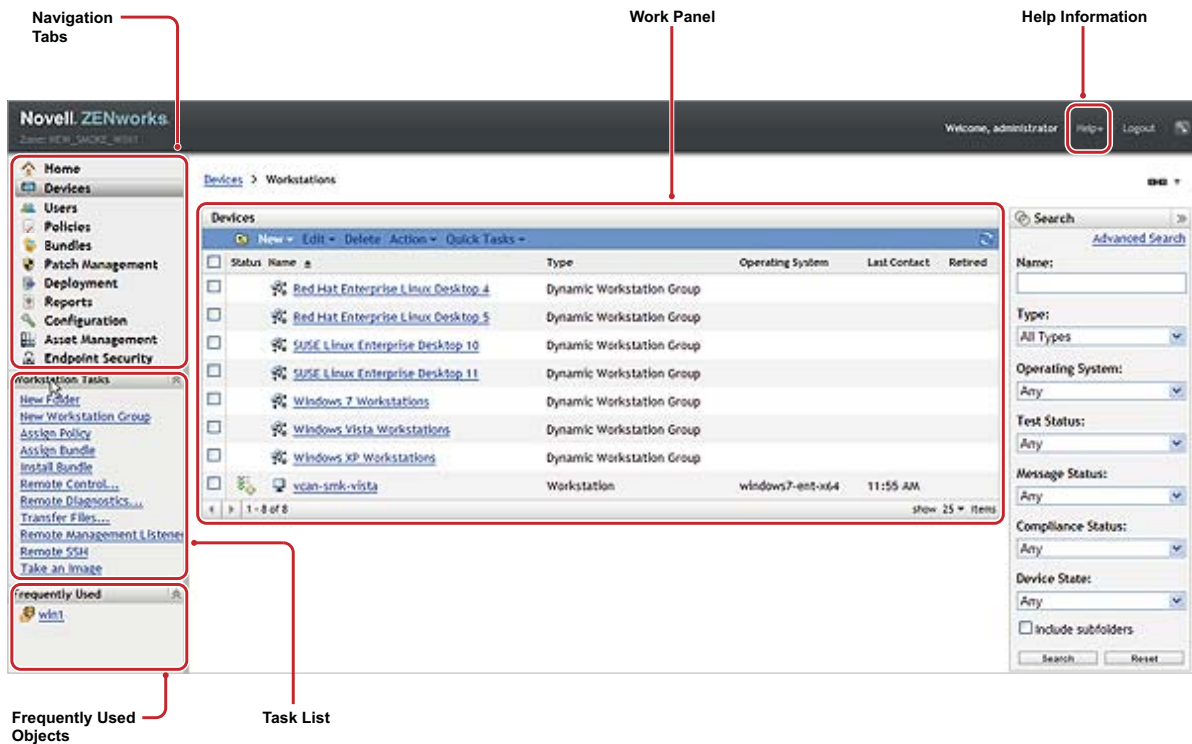 Navigation
Tabs
Work Panel
Help Information
Novell. ZENworks.
Welcome, administrator
Help
Logout
Home
Devices
Users
Policies
Bundles
Patch Management
Deployment
Reports
Configuration
Asset Management
Endpoint Security
Workstation Tasks
New Folder
New Workstation Group
Assign Policy
Assign Bundle
Install Bundle
Remote Control...
Remote Diagnostics...
Transfer Files...
Remote Management Listener
Remote SSH
Take an Image
Frequently Used
win1
Devices > Workstations
Devices
New Edit Delete Action Quick Tasks
Status Name Type Operating System Last Contact Retired
Red Hat Enterprise Linux Desktop 4 Dynamic Workstation Group
Red Hat Enterprise Linux Desktop 5 Dynamic Workstation Group
SUSE Linux Enterprise Desktop 10 Dynamic Workstation Group
SUSE Linux Enterprise Desktop 11 Dynamic Workstation Group
Windows 7 Workstations Dynamic Workstation Group
Windows Vista Workstations Dynamic Workstation Group
Windows XP Workstations Dynamic Workstation Group
vcan-smk-vista Workstation windows7-ent-x64 11:55 AM
1 - 8 of 8 show 25 items
Search
Advanced Search
Name:
Type:
All Types
Operating System:
Any
Test Status:
Any
Message Status:
Any
Compliance Status:
Any
Device State:
Any
Include subfolders
Search Reset
Frequently Used
Objects
Task List